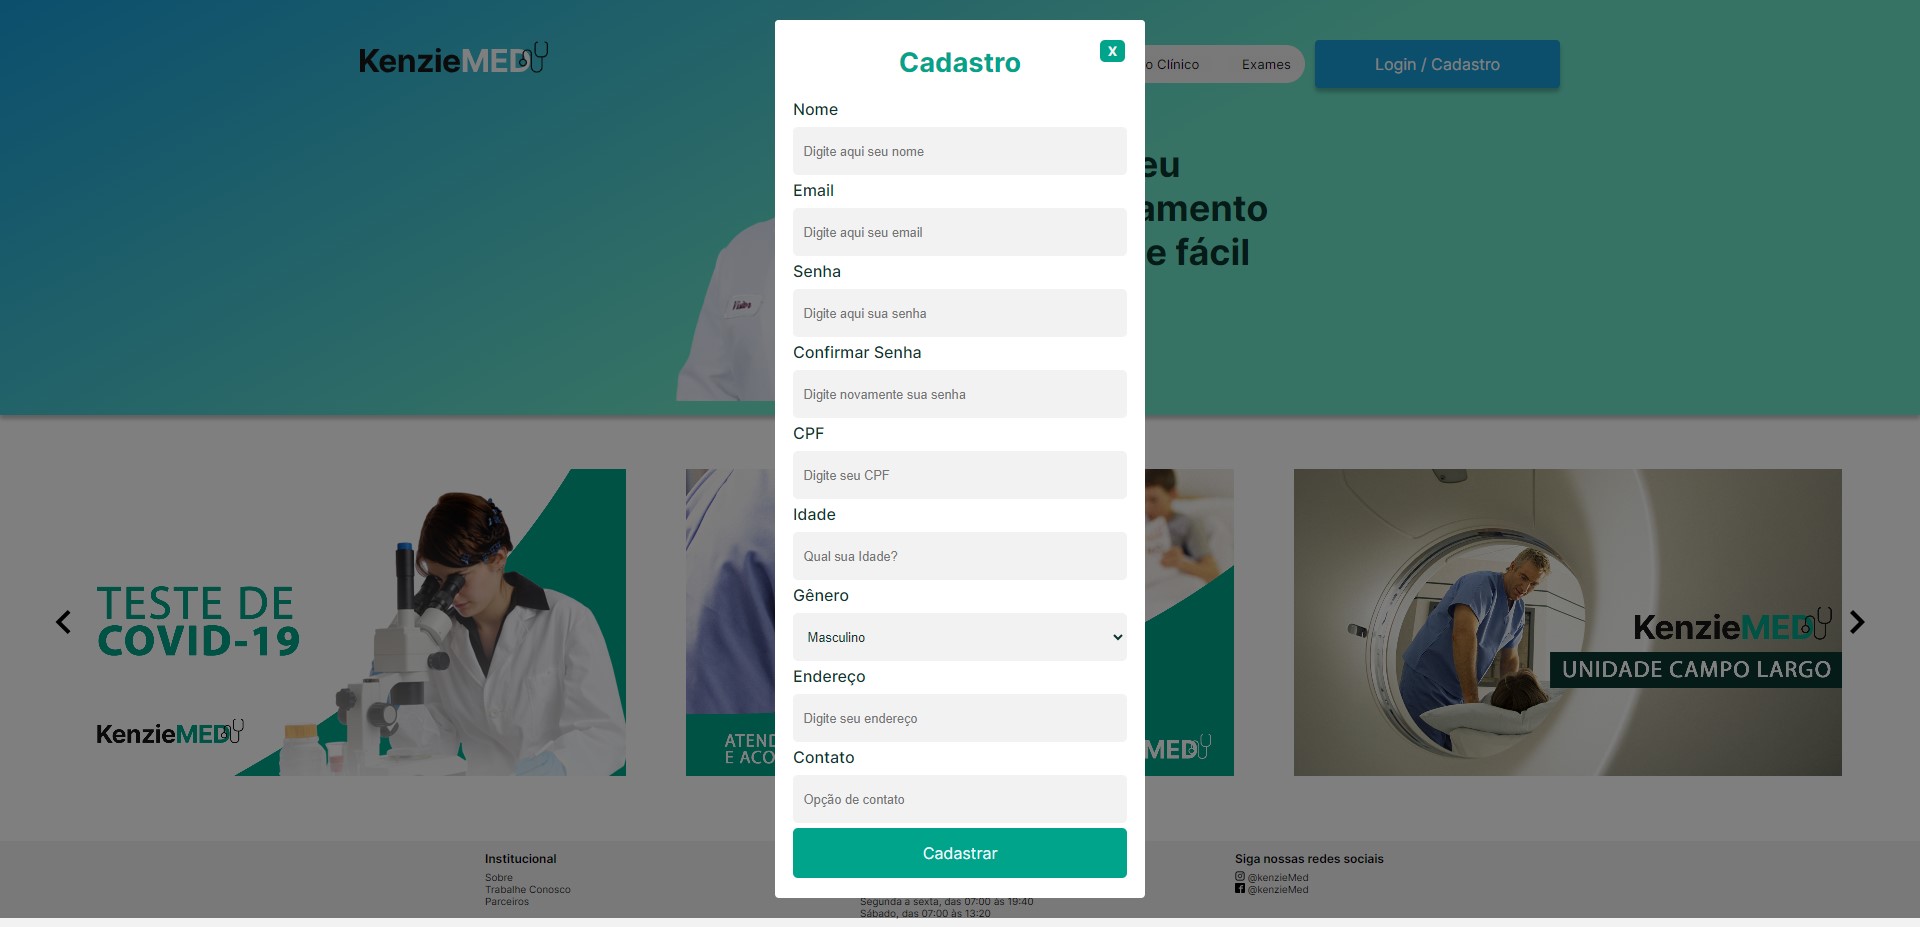 KenzieMED
o Clínico
Exames
Login / Cadastro
eu
amento
e fácil
Cadastro
X
Nome
Digite aqui seu nome
Email
Digite aqui seu email
Senha
Digite aqui sua senha
Confirmar Senha
Digite novamente sua senha
CPF
Digite seu CPF
Idade
Qual sua Idade?
Gênero
Masculino
Endereço
Digite seu endereço
Contato
Opção de contato
Cadastrar
TESTE DE
COVID-19
KenzieMED
ATEND
E ACO
MED
KenzieMED
UNIDADE CAMPO LARGO
Institucional
Sobre
Trabalhe Conosco
Parceiros
Segunda a sexta, das 07:00 às 19:40
Sábado, das 07:00 às 13:20
Siga nossas redes sociais
@kenzieMed
@kenzieMed